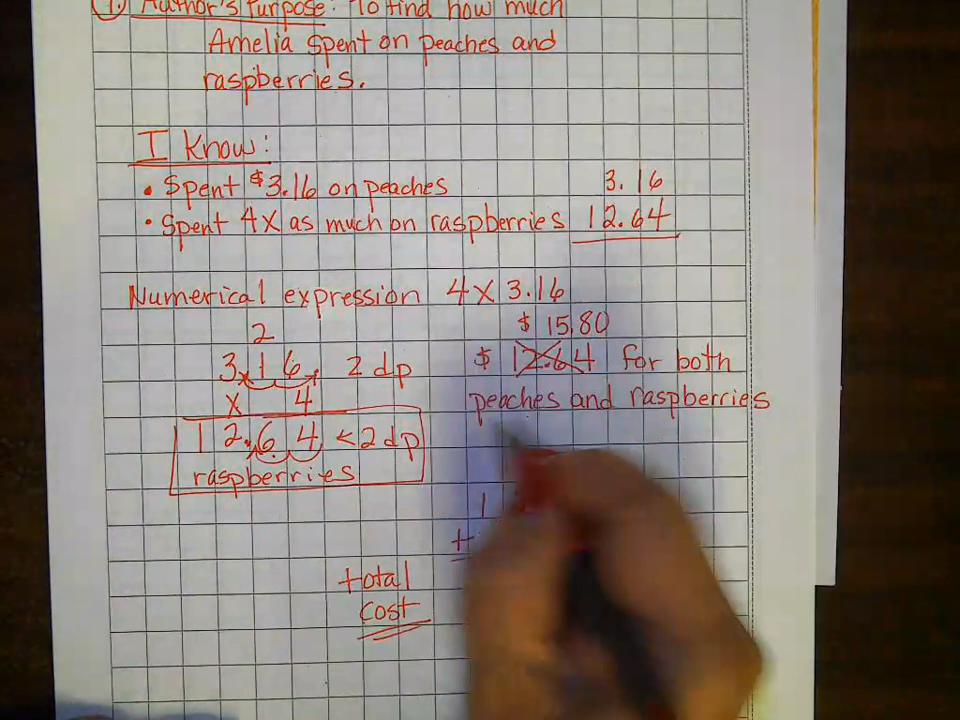 1. Author's Purpose: To find how much
Amelia spent on peaches and
raspberries.
I Know:
• Spent $3.16 on peaches 3.16
• Spent 4X as much on raspberries 12.64
Numerical expression 4 X 3.16
2
$ 15.80
3.16 2 dp
$ 12.64 for both
X 4
peaches and raspberries
12.64 < 2 dp
raspberries
1
+
total
cost